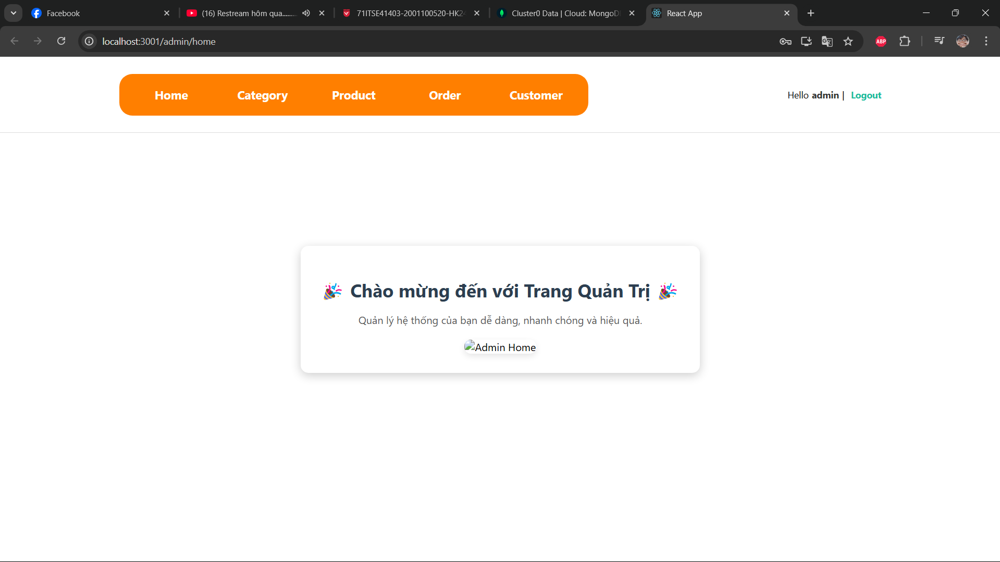 Facebook
(16) Restream hôm qua.........
71ITSE41403-2001100520-HK24
Cluster0 Data | Cloud: MongoD
React App
localhost:3001/admin/home
ABP
Home
Category
Product
Order
Customer
Hello admin | Logout
🎉 Chào mừng đến với Trang Quản Trị 🎉
Quản lý hệ thống của bạn dễ dàng, nhanh chóng và hiệu quả.
Admin Home